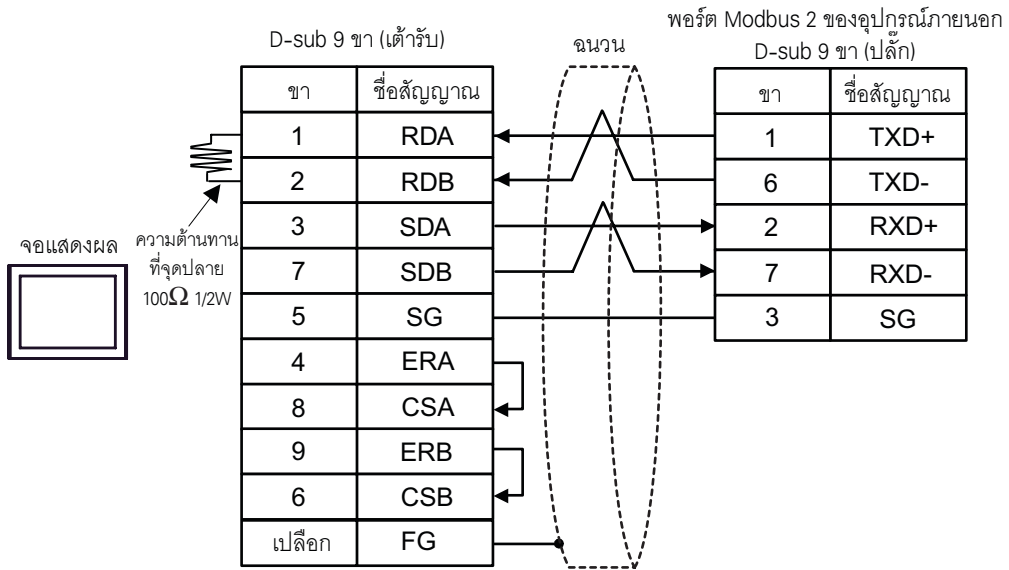 พอร์ต Modbus 2 ของอุปกรณ์ภายนอก
D-sub 9 ขา (เต้ารับ)
ฉนวน
D-sub 9 ขา (ปลั๊ก)
ขา ชื่อสัญญาณ
ขา ชื่อสัญญาณ
1 RDA
1 TXD+
2 RDB
6 TXD-
3 SDA
2 RXD+
จอแสดงผล
ความต้านทาน
ที่จุดปลาย
100Ω 1/2W
7 SDB
7 RXD-
5 SG
3 SG
4 ERA
8 CSA
9 ERB
6 CSB
เปลือก FG